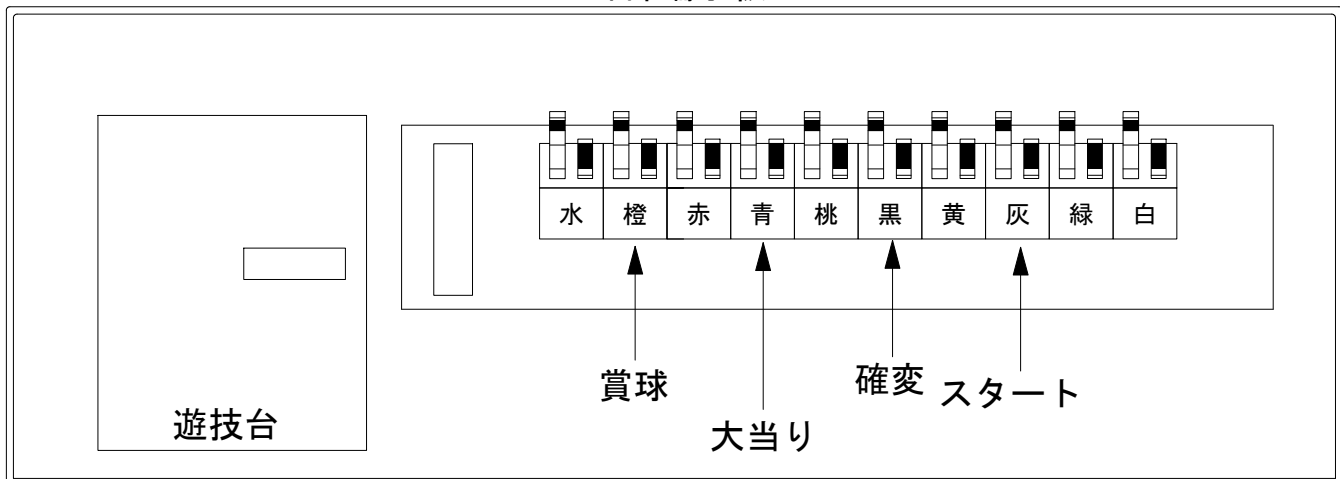 水 橙 赤 青 桃 黒 黄 灰 緑 白
賞球
確変
スタート
大当り
遊技台